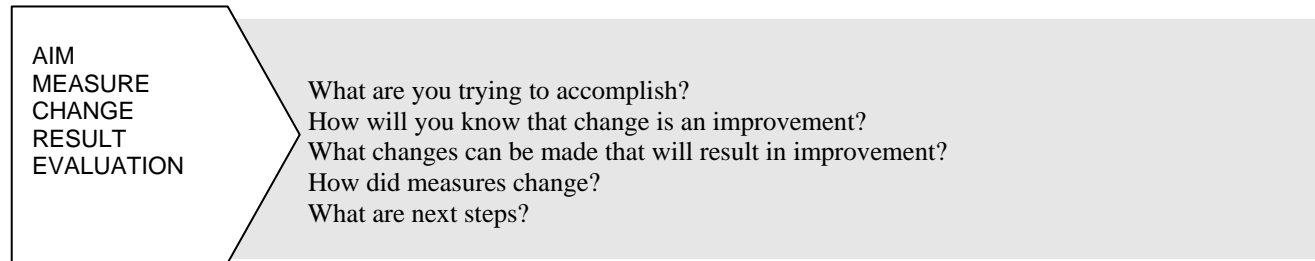 AIM
MEASURE
CHANGE
RESULT
EVALUATION
What are you trying to accomplish?
How will you know that change is an improvement?
What changes can be made that will result in improvement?
How did measures change?
What are next steps?